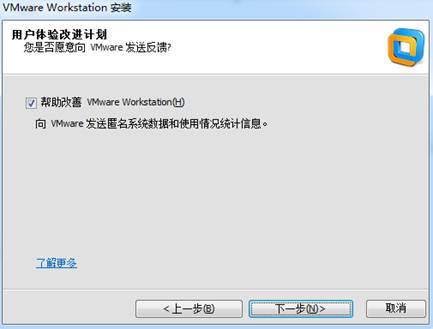 VMware Workstation 安装
用户体验改进计划
您是否愿意向 VMware 发送反馈?
帮助改善 VMware Workstation(H)
向 VMware 发送匿名系统数据和使用情况统计信息。
了解更多
<上一步(B)
下一步(N)>
取消